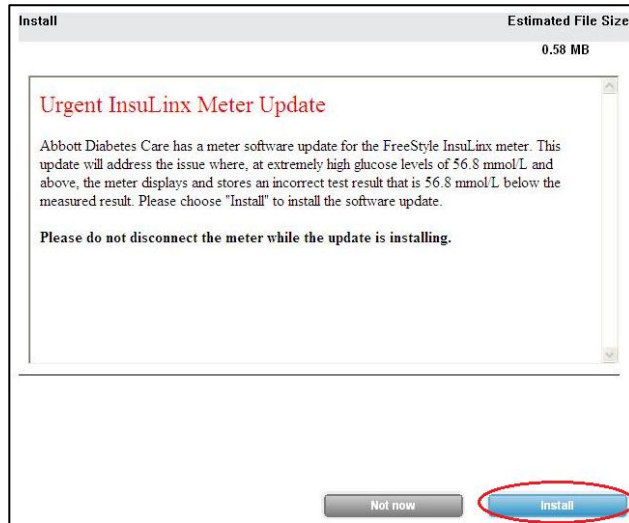 Install Estimated File Size
0.58 MB
Urgent InsuLinx Meter Update
Abbott Diabetes Care has a meter software update for the FreeStyle InsuLinx meter. This
update will address the issue where, at extremely high glucose levels of 56.8 mmol/L and
above, the meter displays and stores an incorrect test result that is 56.8 mmol/L below the
measured result. Please choose "Install" to install the software update.
Please do not disconnect the meter while the update is installing.
Not now Install